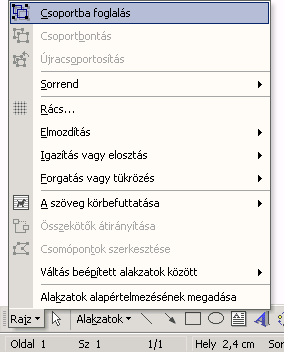 Csoportba foglalás
Csoportbontás
Újracsoportosítás
Sorrend
Rács...
Elmozdítás
Igazítás vagy elosztás
Forgatás vagy tükrözés
A szöveg körbefuttatása
Összekötők átirányítása
Csomópontok szerkesztése
Váltás beépített alakzatok között
Alakzatok alapértelmezésének megadása
Rajz Alakzatok
Oldal 1 Sz 1 1/1 Hely 2,4 cm Sor